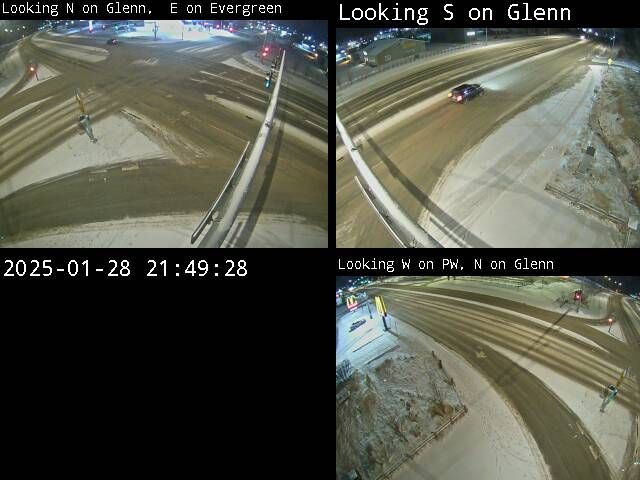 Looking N on Glenn, E on Evergreen
Looking S on Glenn
2025-01-28 21:49:28
Looking W on PW, N on Glenn